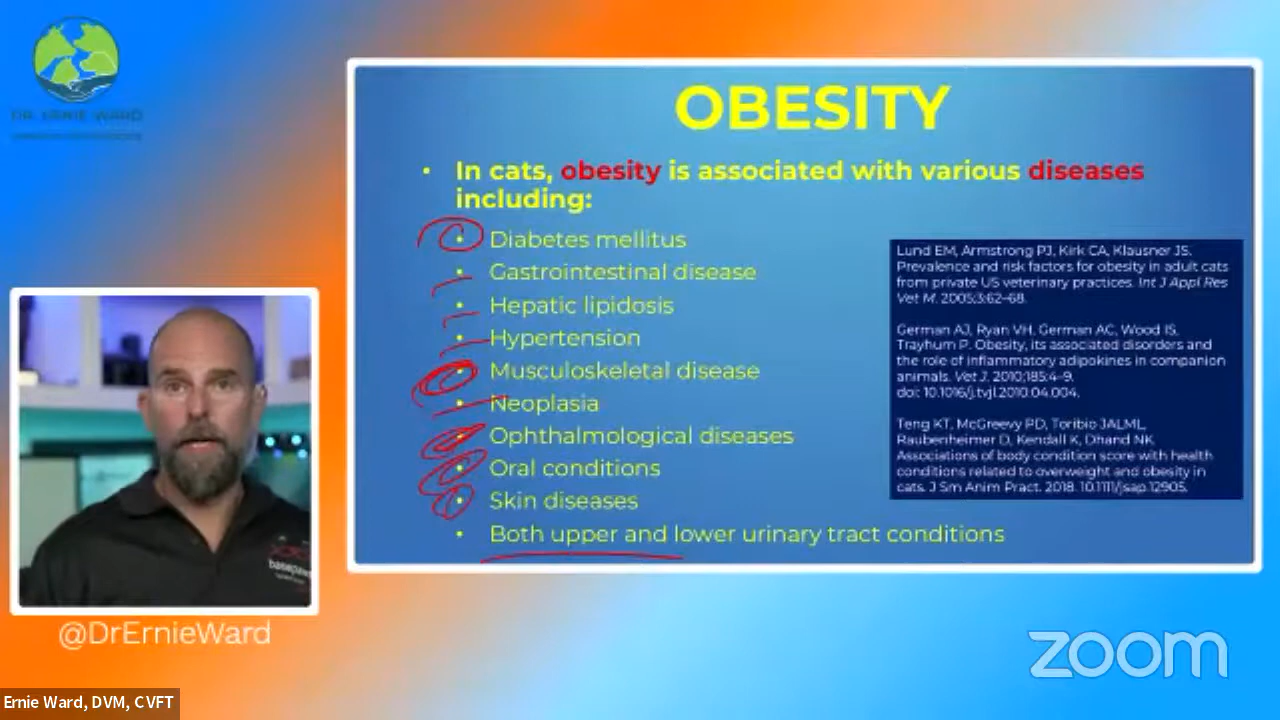 DR. ERNIE WARD
OBESITY
• In cats, obesity is associated with various diseases
including:
• Diabetes mellitus
• Gastrointestinal disease
• Hepatic lipidosis
• Hypertension
• Musculoskeletal disease
• Neoplasia
• Ophthalmological diseases
• Oral conditions
• Skin diseases
• Both upper and lower urinary tract conditions
Lund EM, Armstrong PJ, Kirk CA, Klausner JS.
Prevalence and risk factors for obesity in adult cats
from private US veterinary practices. Int J Appl Res
Vet M. 2005;3:62–68.
German AJ, Ryan VH, German AC, Wood IS,
Trayhurn P. Obesity, its associated disorders and
the role of inflammatory adipokines in companion
animals. Vet J. 2010;185:4–9.
doi: 10.1016/j.tvjl.2010.04.004.
Teng KT, McGreevy PD, Toribio JALML,
Raubenheimer D, Kendall K, Dhand NK.
Associations of body condition score with health
conditions related to overweight and obesity in
cats. J Sm Anim Pract. 2018. 10.1111/jsap.12905.
basepaws
@DrErnieWard
zoom
Ernie Ward, DVM, CVFT